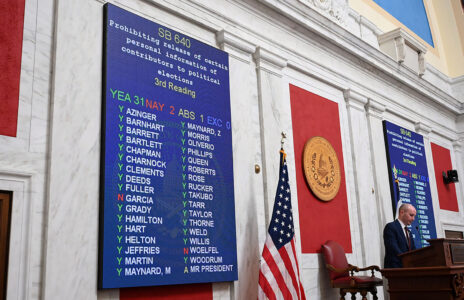 SB 640
Prohibiting release of certain
personal information of
contributors to political
elections
3rd Reading
YEA 31 NAY 2 ABS 1 EXC 0
Y AZINGER
Y BARNHART
Y BARRETT
Y BARTLETT
Y CHAPMAN
Y CHARNOCK
Y CLEMENTS
Y DEEDS
Y FULLER
N GARCIA
Y GRADY
Y HAMILTON
Y HART
Y HELTON
Y JEFFRIES
Y MARTIN
Y MAYNARD, M
Y MAYNARD, Z
Y MORRIS
Y OLIVERIO
Y PHILLIPS
Y QUEEN
Y ROBERTS
Y ROSE
Y RUCKER
Y TAKUBO
Y TARR
Y TAYLOR
Y THORNE
Y WELD
Y WILLIS
N WOELFEL
Y WOODRUM
A MR PRESIDENT
SB 640